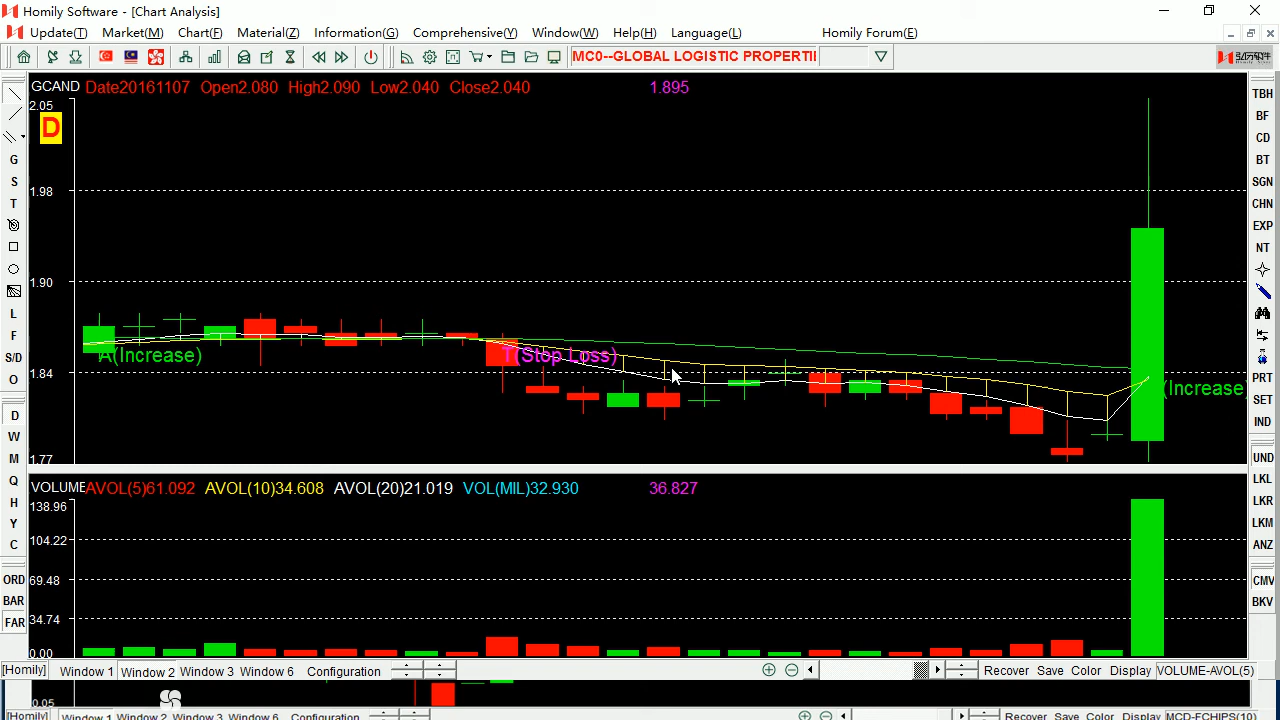 Homily Software - [Chart Analysis]
Update(T) Market(M) Chart(F) Material(Z) Information(G) Comprehensive(Y) Window(W) Help(H) Language(L) Homily Forum(E)
MC0--GLOBAL LOGISTIC PROPERTII
GCAND Date20161107 Open2.080 High2.090 Low2.040 Close2.040 1.895
2.05
D
1.98
1.90
A(Increase)
T(Stop Loss)
1.84
(Increase
1.77
VOLUME AVOL(5)61.092 AVOL(10)34.608 AVOL(20)21.019 VOL(MIL)32.930 36.827
138.96
104.22
69.48
34.74
0.00
G
S
T
L
F
S/D
O
D
W
M
Q
H
Y
C
ORD
BAR
FAR
TBH
BF
CD
BT
SGN
CHN
EXP
NT
PRT
SET
IND
UND
LKL
LKR
LKM
ANZ
CMV
BKV
[Homily] Window 1 Window 2 Window 3 Window 6 Configuration Recover Save Color Display VOLUME-AVOL(5)
0.05
[Homily] Window 1 Window 2 Window 3 Window 6 Configuration Recover Save Color Display MCD-FCHIPS(10)